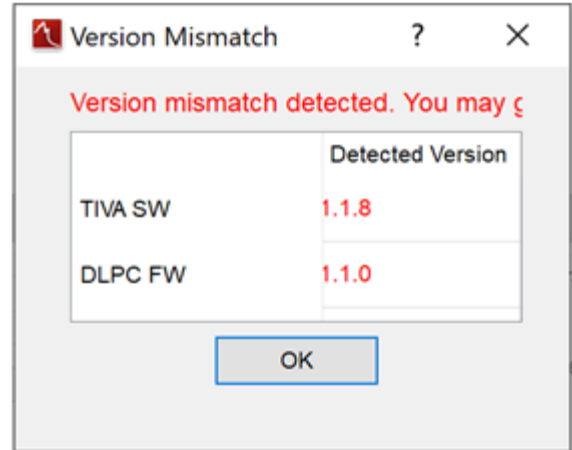 Version Mismatch ? ×
Version mismatch detected. You may
Detected Version
TIVA SW 1.1.8
DLPC FW 1.1.0
OK